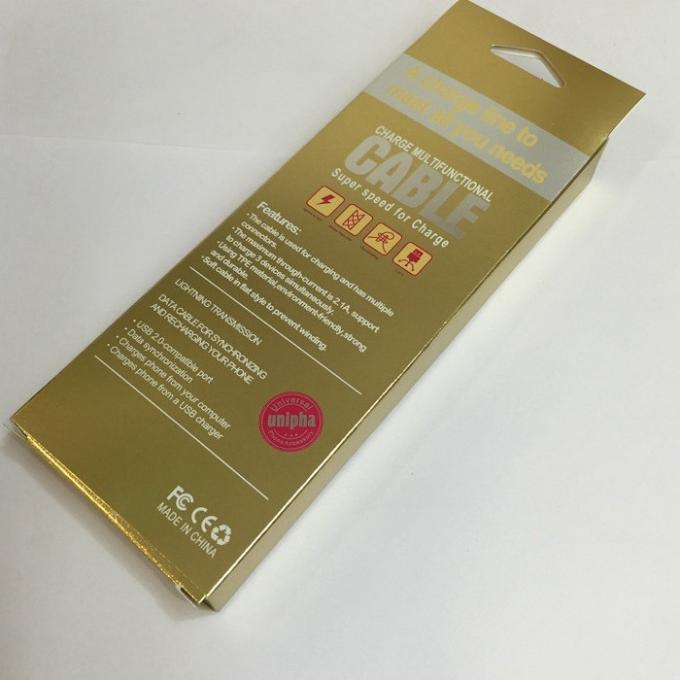 A charge line to
meet all you needs
CHARGE MULTIFUNCTIONAL
CABLE
Super speed for Charge
Features:
•The cable is used for charging and has multiple
connectors.
•The maximum through-current is 2.1A, support
to charge 3 devices simultaneously.
•Using TPE material,environment-friendly,strong
and durable.
•Soft cable in flat style to prevent winding.
LIGHTNING TRANSMISSION
DATA CABLE FOR SYNCHRONIZING
AND RECHARGING YOUR PHONE
• USB 2.0-compatible port
• Data synchronization
• Charges phone from your computer
• Charges phone from a USB charger
Universal
unipha
Phone Accessory
FC CE
MADE IN CHINA